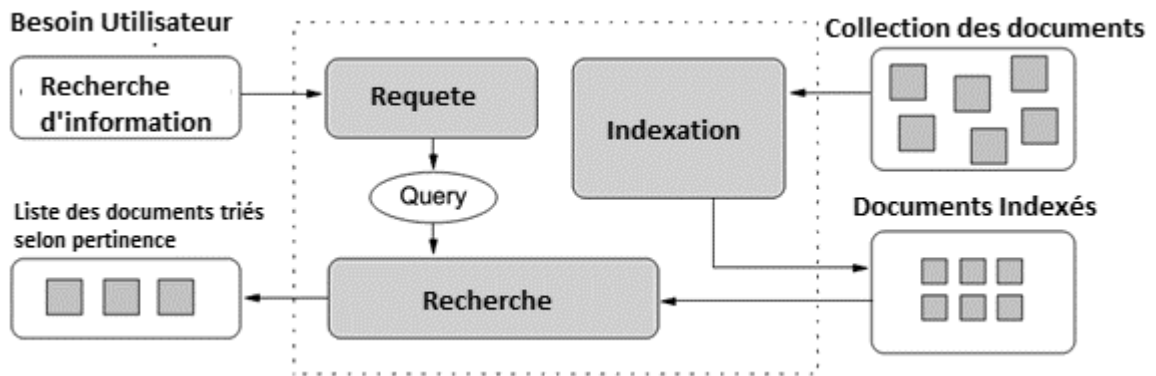 Besoin Utilisateur
Recherche
d'information
Requete
Query
Recherche
Liste des documents triés
selon pertinence
Indexation
Collection des documents
Documents Indexés